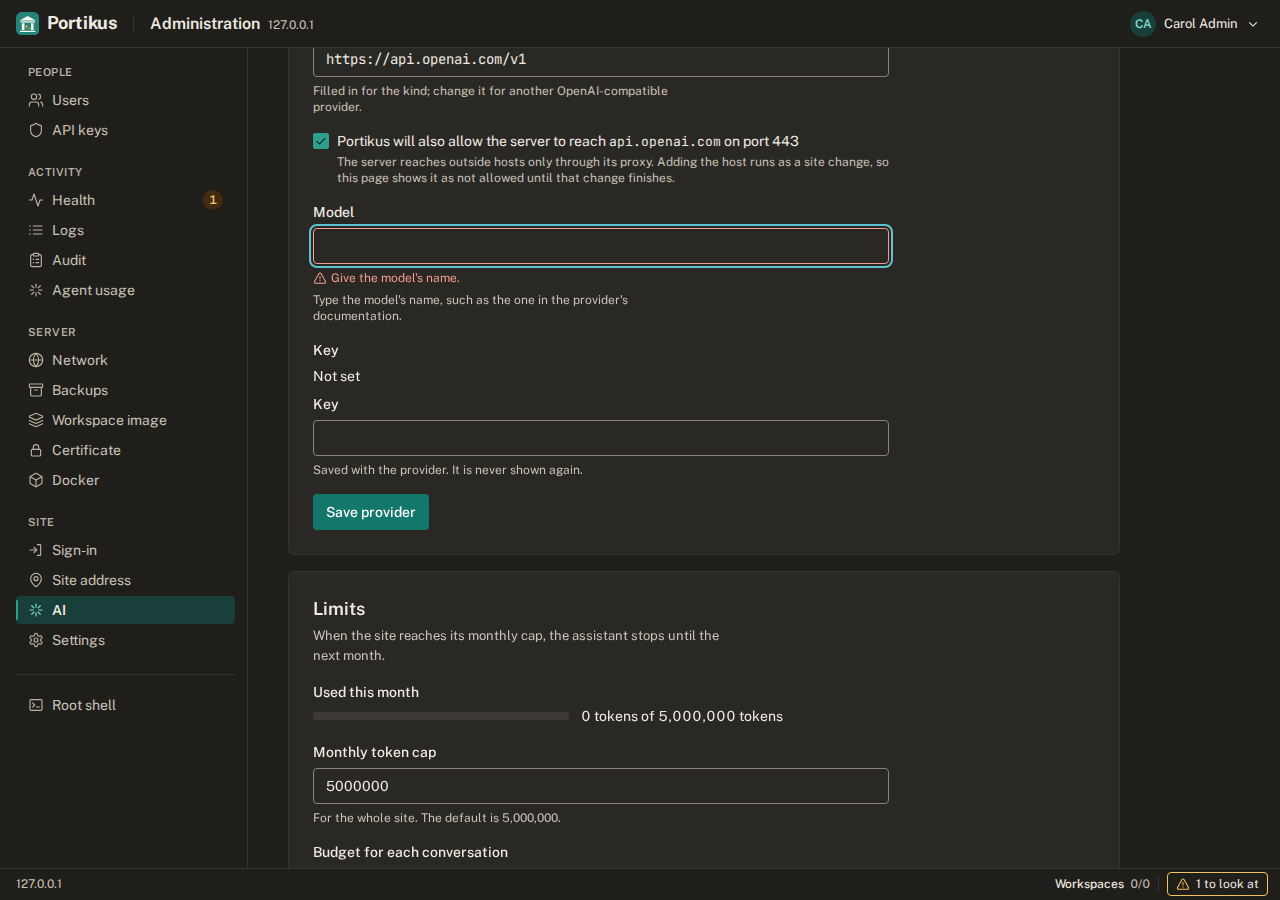 Portikus
Administration 127.0.0.1
CA Carol Admin
PEOPLE
Users
API keys
ACTIVITY
Health 1
Logs
Audit
Agent usage
SERVER
Network
Backups
Workspace image
Certificate
Docker
SITE
Sign-in
Site address
AI
Settings
Root shell
https://api.openai.com/v1
Filled in for the kind; change it for another OpenAI-compatible
provider.
Portikus will also allow the server to reach api.openai.com on port 443
The server reaches outside hosts only through its proxy. Adding the host runs as a site change, so
this page shows it as not allowed until that change finishes.
Model
Give the model's name.
Type the model's name, such as the one in the provider's
documentation.
Key
Not set
Key
Saved with the provider. It is never shown again.
Save provider
Limits
When the site reaches its monthly cap, the assistant stops until the
next month.
Used this month
0 tokens of 5,000,000 tokens
Monthly token cap
5000000
For the whole site. The default is 5,000,000.
Budget for each conversation
127.0.0.1
Workspaces 0/0
1 to look at